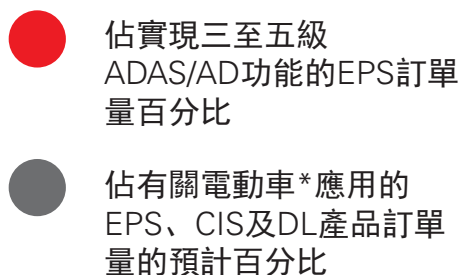 佔實現三至五級
ADAS/AD功能的EPS訂單
量百分比
佔有關電動車*應用的
EPS、CIS及DL產品訂單
量的預計百分比